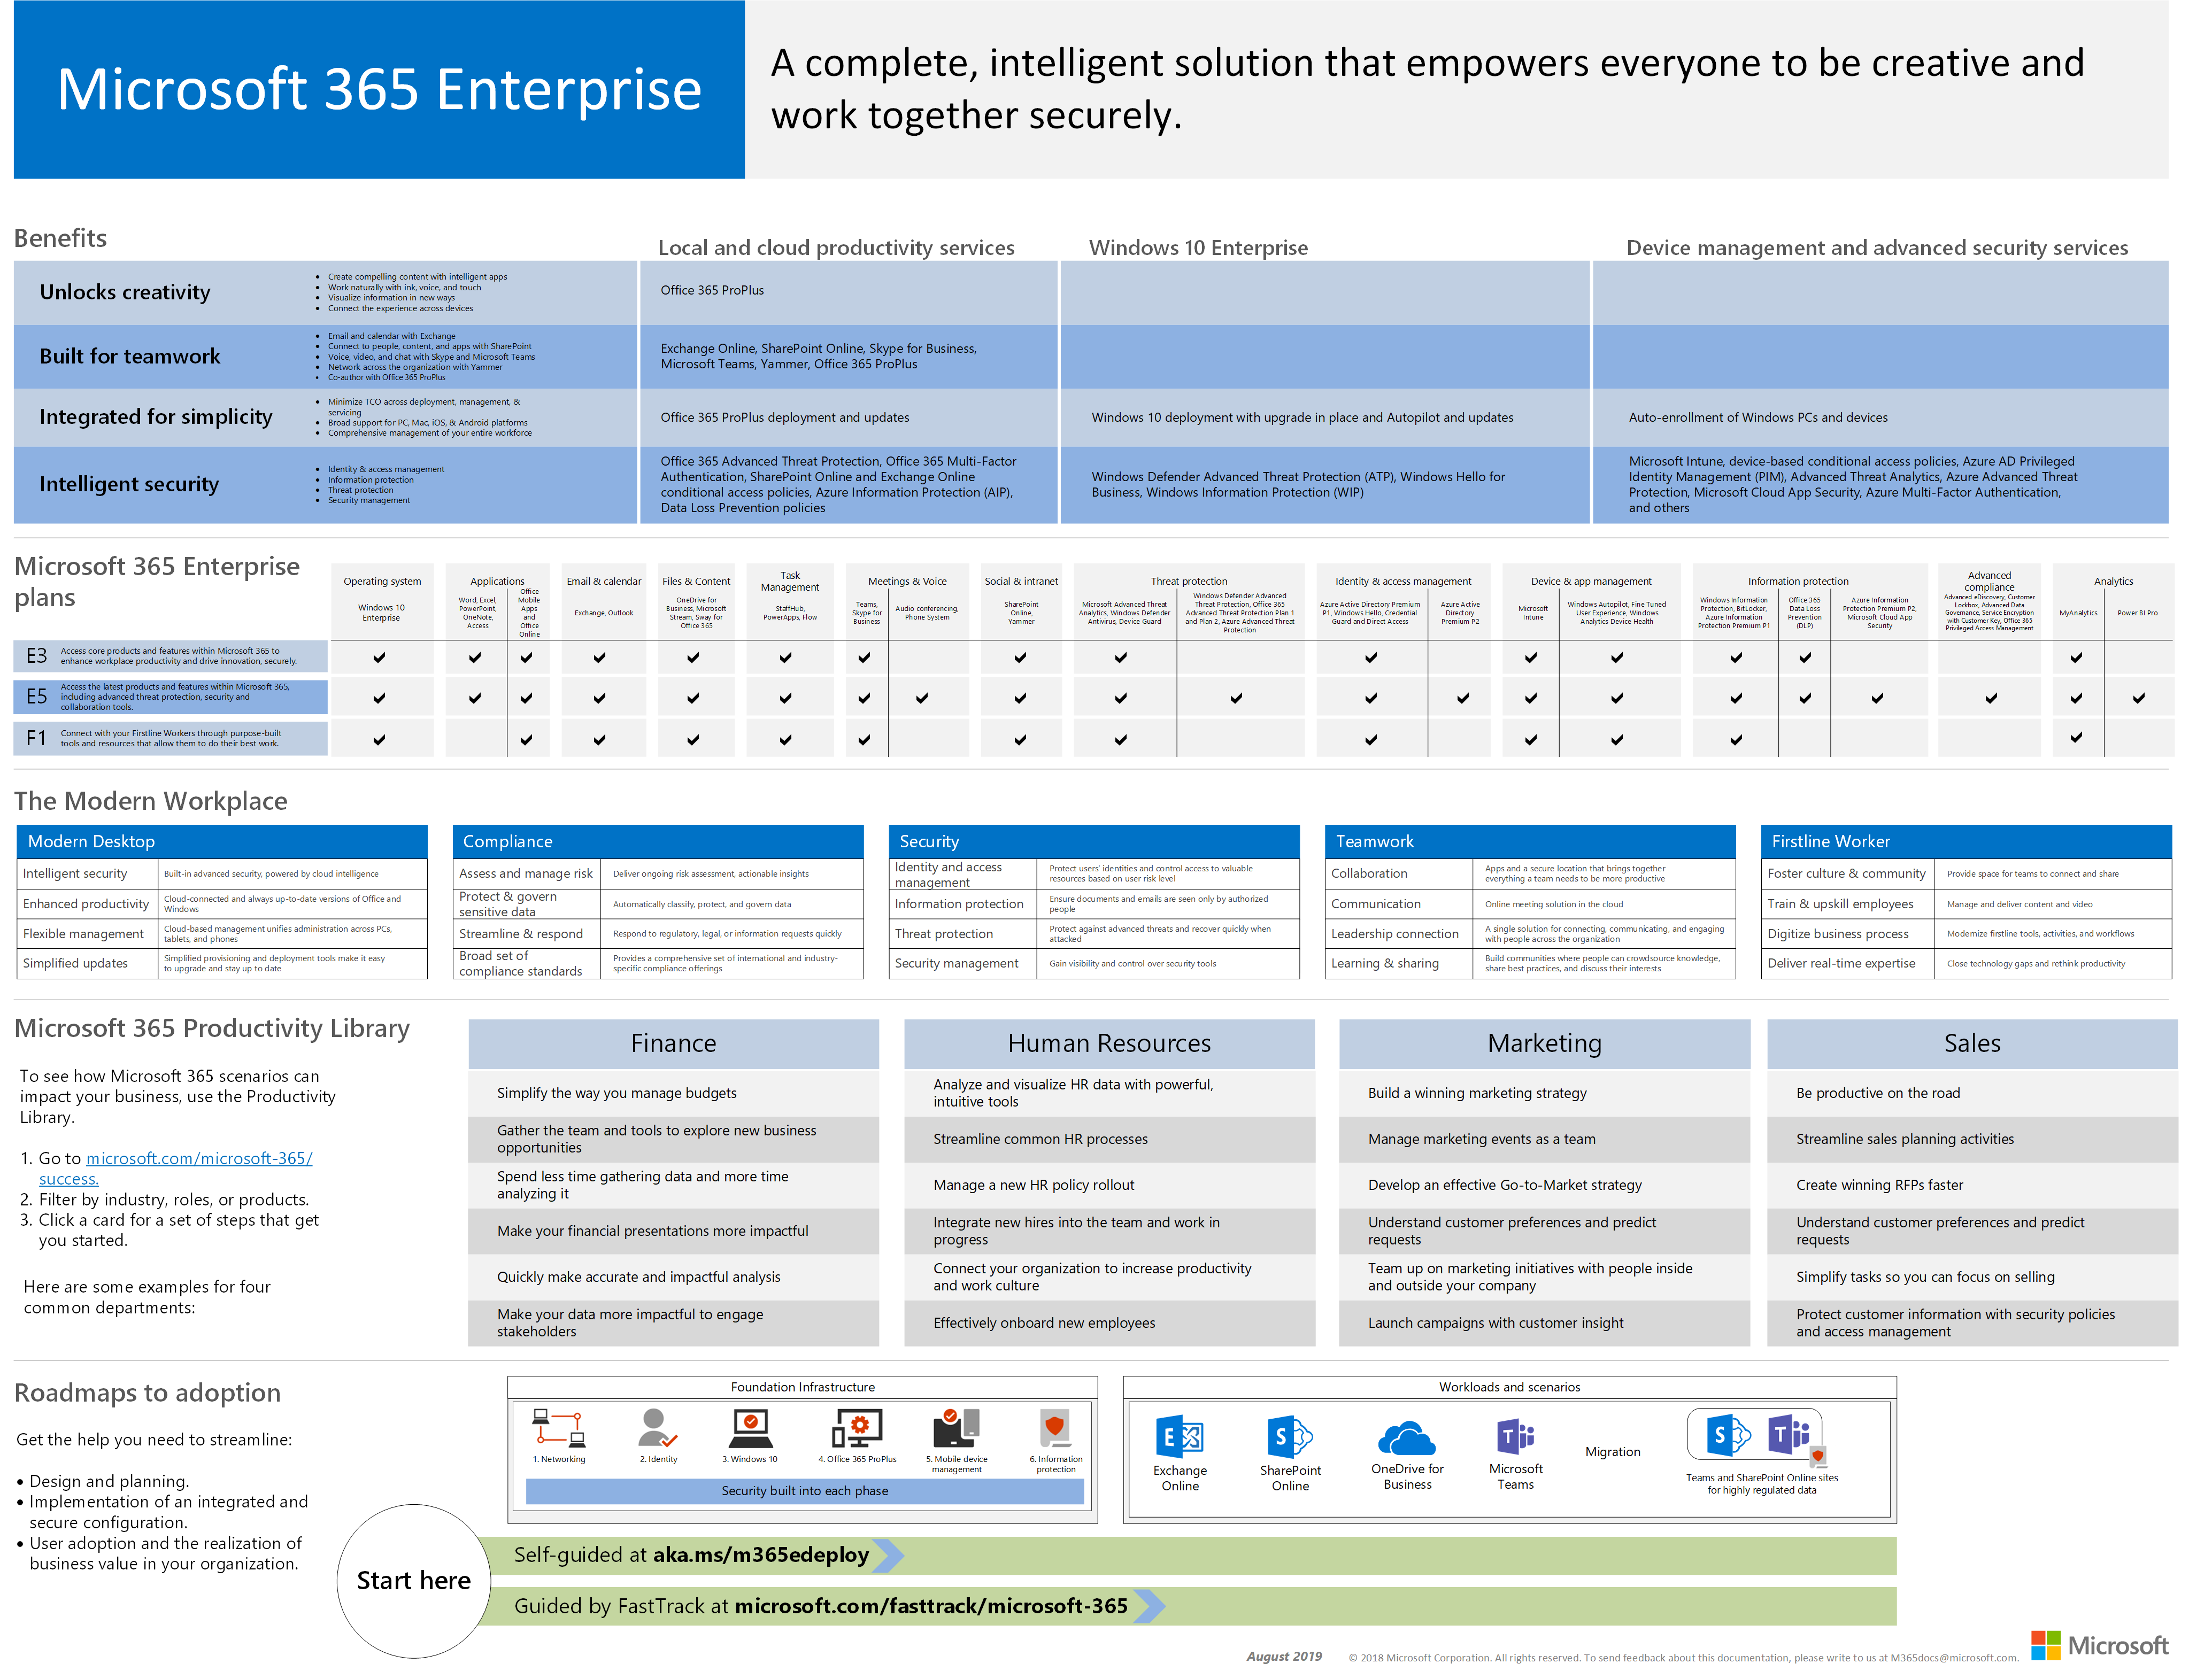 Microsoft 365 Enterprise
A complete, intelligent solution that empowers everyone to be creative and
work together securely.
Benefits
Local and cloud productivity services
Windows 10 Enterprise
Device management and advanced security services
Unlocks creativity
• Create compelling content with intelligent apps
• Work naturally with ink, voice, and touch
• Visualize information in new ways
• Connect the experience across devices
Office 365 ProPlus
Built for teamwork
• Email and calendar with Exchange
• Connect to people, content, and apps with SharePoint
• Voice, video, and chat with Skype and Microsoft Teams
• Network across the organization with Yammer
• Co-author with Office 365 ProPlus
Exchange Online, SharePoint Online, Skype for Business,
Microsoft Teams, Yammer, Office 365 ProPlus
Integrated for simplicity
• Minimize TCO across deployment, management, &
servicing
• Broad support for PC, Mac, iOS, & Android platforms
• Comprehensive management of your entire workforce
Office 365 ProPlus deployment and updates
Windows 10 deployment with upgrade in place and Autopilot and updates
Auto-enrollment of Windows PCs and devices
Intelligent security
• Identity & access management
• Information protection
• Threat protection
• Security management
Office 365 Advanced Threat Protection, Office 365 Multi-Factor
Authentication, SharePoint Online and Exchange Online
conditional access policies, Azure Information Protection (AIP),
Data Loss Prevention policies
Windows Defender Advanced Threat Protection (ATP), Windows Hello for
Business, Windows Information Protection (WIP)
Microsoft Intune, device-based conditional access policies, Azure AD Privileged
Identity Management (PIM), Advanced Threat Analytics, Azure Advanced Threat
Protection, Microsoft Cloud App Security, Azure Multi-Factor Authentication,
and others
Microsoft 365 Enterprise
plans
Operating system
Windows 10
Enterprise
Applications
Word, Excel,
PowerPoint,
OneNote,
Access
Office
Mobile
Apps
and
Office
Online
Email & calendar
Exchange, Outlook
Files & Content
OneDrive for
Business, Microsoft
Stream, Sway for
Office 365
Task
Management
StaffHub,
PowerApps, Flow
Meetings & Voice
Teams,
Skype for
Business
Audio conferencing,
Phone System
Social & intranet
SharePoint
Online,
Yammer
Threat protection
Microsoft Advanced Threat
Analytics, Windows Defender
Antivirus, Device Guard
Windows Defender Advanced
Threat Protection, Office 365
Advanced Threat Protection Plan 1
and Plan 2, Azure Advanced Threat
Protection
Identity & access management
Azure Active Directory Premium
P1, Windows Hello, Credential
Guard and Direct Access
Azure Active
Directory
Premium P2
Device & app management
Microsoft
Intune
Windows Autopilot, Fine Tuned
User Experience, Windows
Analytics Device Health
Information protection
Windows Information
Protection, BitLocker,
Azure Information
Protection Premium P1
Office 365
Data Loss
Prevention
(DLP)
Azure Information
Protection Premium P2,
Microsoft Cloud App
Security
Advanced
compliance
Advanced eDiscovery, Customer
Lockbox, Advanced Data
Governance, Service Encryption
with Customer Key, Office 365
Privileged Access Management
Analytics
MyAnalytics
Power BI Pro
E3
Access core products and features within Microsoft 365 to
enhance workplace productivity and drive innovation, securely.
✔ ✔ ✔ ✔ ✔ ✔ ✔ ✔ ✔ ✔ ✔ ✔ ✔ ✔ ✔
E5
Access the latest products and features within Microsoft 365,
including advanced threat protection, security and
collaboration tools.
✔ ✔ ✔ ✔ ✔ ✔ ✔ ✔ ✔ ✔ ✔ ✔ ✔ ✔ ✔ ✔ ✔ ✔ ✔ ✔ ✔
F1
Connect with your Firstline Workers through purpose-built
tools and resources that allow them to do their best work.
✔ ✔ ✔ ✔ ✔ ✔ ✔ ✔ ✔ ✔ ✔ ✔ ✔
The Modern Workplace
Modern Desktop
Intelligent security
Built-in advanced security, powered by cloud intelligence
Enhanced productivity
Cloud-connected and always up-to-date versions of Office and
Windows
Flexible management
Cloud-based management unifies administration across PCs,
tablets, and phones
Simplified updates
Simplified provisioning and deployment tools make it easy
to upgrade and stay up to date
Compliance
Assess and manage risk
Deliver ongoing risk assessment, actionable insights
Protect & govern
sensitive data
Automatically classify, protect, and govern data
Streamline & respond
Respond to regulatory, legal, or information requests quickly
Broad set of
compliance standards
Provides a comprehensive set of international and industry-
specific compliance offerings
Security
Identity and access
management
Protect users' identities and control access to valuable
resources based on user risk level
Information protection
Ensure documents and emails are seen only by authorized
people
Threat protection
Protect against advanced threats and recover quickly when
attacked
Security management
Gain visibility and control over security tools
Teamwork
Collaboration
Apps and a secure location that brings together
everything a team needs to be more productive
Communication
Online meeting solution in the cloud
Leadership connection
A single solution for connecting, communicating, and engaging
with people across the organization
Learning & sharing
Build communities where people can crowdsource knowledge,
share best practices, and discuss their interests
Firstline Worker
Foster culture & community
Provide space for teams to connect and share
Train & upskill employees
Manage and deliver content and video
Digitize business process
Modernize firstline tools, activities, and workflows
Deliver real-time expertise
Close technology gaps and rethink productivity
Microsoft 365 Productivity Library
To see how Microsoft 365 scenarios can
impact your business, use the Productivity
Library.
1. Go to microsoft.com/microsoft-365/
success.
2. Filter by industry, roles, or products.
3. Click a card for a set of steps that get
you started.
Here are some examples for four
common departments:
Finance
Simplify the way you manage budgets
Gather the team and tools to explore new business
opportunities
Spend less time gathering data and more time
analyzing it
Make your financial presentations more impactful
Quickly make accurate and impactful analysis
Make your data more impactful to engage
stakeholders
Human Resources
Analyze and visualize HR data with powerful,
intuitive tools
Streamline common HR processes
Manage a new HR policy rollout
Integrate new hires into the team and work in
progress
Connect your organization to increase productivity
and work culture
Effectively onboard new employees
Marketing
Build a winning marketing strategy
Manage marketing events as a team
Develop an effective Go-to-Market strategy
Understand customer preferences and predict
requests
Team up on marketing initiatives with people inside
and outside your company
Launch campaigns with customer insight
Sales
Be productive on the road
Streamline sales planning activities
Create winning RFPs faster
Understand customer preferences and predict
requests
Simplify tasks so you can focus on selling
Protect customer information with security policies
and access management
Roadmaps to adoption
Get the help you need to streamline:
• Design and planning.
• Implementation of an integrated and
secure configuration.
• User adoption and the realization of
business value in your organization.
Foundation Infrastructure
1. Networking
2. Identity
3. Windows 10
4. Office 365 ProPlus
5. Mobile device
management
6. Information
protection
Security built into each phase
Workloads and scenarios
E
Exchange
Online
S
SharePoint
Online
OneDrive for
Business
T
Microsoft
Teams
Migration
S
T
Teams and SharePoint Online sites
for highly regulated data
Start here
Self-guided at aka.ms/m365edeploy
Guided by FastTrack at microsoft.com/fasttrack/microsoft-365
August 2019
© 2018 Microsoft Corporation. All rights reserved. To send feedback about this documentation, please write to us at M365docs@microsoft.com.
Microsoft